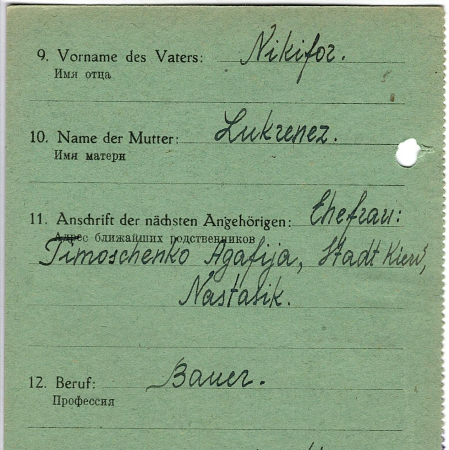 9. Vorname des Vaters: Nikifor.
Имя отца
10. Name der Mutter: Lukrenez.
Имя матери
11. Anschrift der nächsten Angehörigen: Ehefrau:
Адрес ближайших родственников
Timoschenko Agafija, Stadt Kiew,
Nastasik.
12. Beruf: Bauer.
Профессия